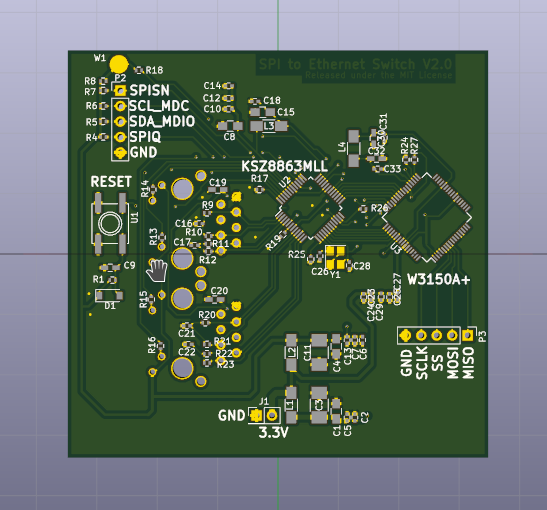 SPI to Ethernet Switch V2.0
Released under the MIT License
W1
R18
P2
R8
R7
SPISN
R6
SCL_MDC
R5
SDA_MDIO
R4
SPIQ
GND
C14
C12
C10
C18
C15
L3
C8
C31
L4
C33
R24
R27
KSZ8863MLL
U2
RESET
U1
R14
C19
R17
R9
C16
R10
R11
C17
R12
R13
R19
R26
R25
C26
Y1
C28
U3
W3150A+
C9
R1
D1
R15
C20
R20
C21
C22
R21
R22
R23
R16
C27
C29
L2
C11
C4
C13
C7
C6
L1
C3
C1
C5
C2
J1
GND
3.3V
P3
GND
SCLK
SS
MOSI
MISO